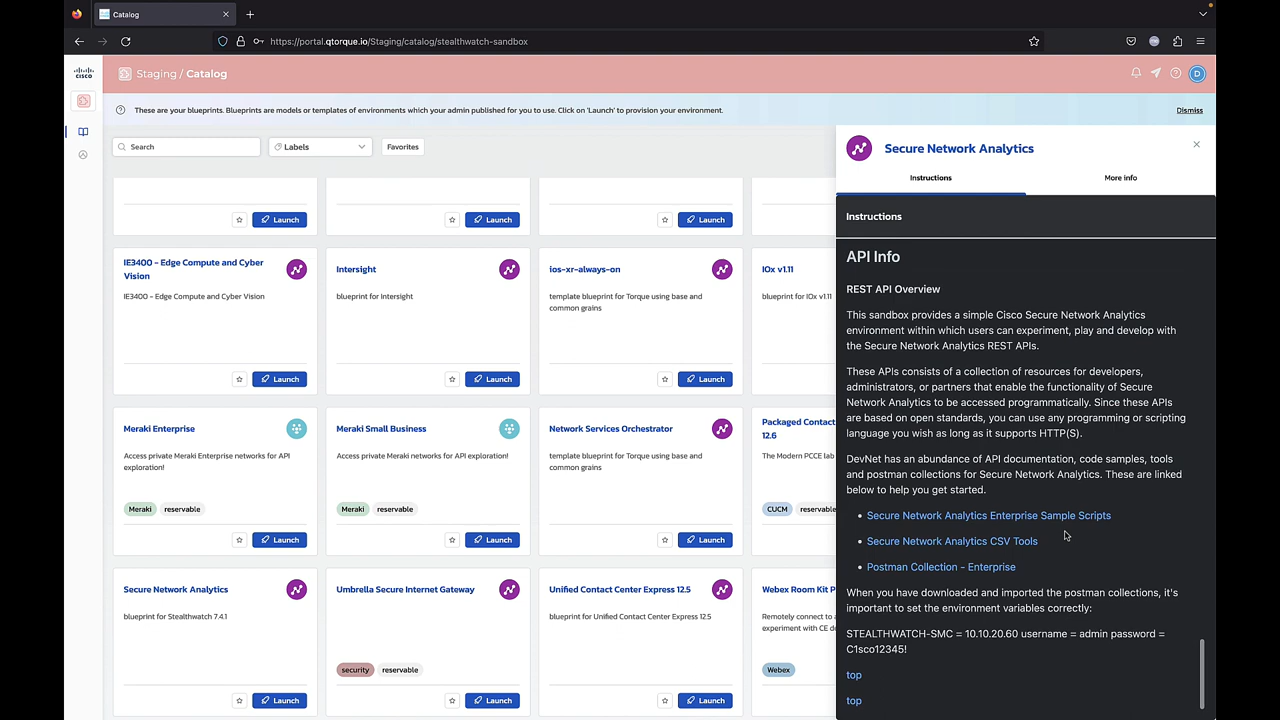 Catalog
https://portal.qtorque.io/Staging/catalog/stealthwatch-sandbox
CISCO
Staging / Catalog
D
These are your blueprints. Blueprints are models or templates of environments which your admin published for you to use. Click on 'Launch' to provision your environment.
Dismiss
Search
Labels
Favorites
Launch
Launch
Launch
IE3400 - Edge Compute and Cyber
Vision
IE3400 - Edge Compute and Cyber Vision
Launch
Intersight
blueprint for Intersight
Launch
ios-xr-always-on
template blueprint for Torque using base and
common grains
Launch
IOx v1.11
blueprint for IOx v1.11
Meraki Enterprise
Access private Meraki Enterprise networks for API
exploration!
Meraki reservable
Launch
Meraki Small Business
Access private Meraki networks for API exploration!
Meraki reservable
Launch
Network Services Orchestrator
template blueprint for Torque using base and
common grains
Launch
Packaged Contact
12.6
The Modern PCCE lab
CUCM reservable
Secure Network Analytics
blueprint for Stealthwatch 7.4.1
Launch
Umbrella Secure Internet Gateway
security reservable
Launch
Unified Contact Center Express 12.5
blueprint for Unified Contact Center Express 12.5
Launch
Webex Room Kit P
Remotely connect to a
experiment with CE d
Webex
Secure Network Analytics
Instructions
More info
Instructions
API Info
REST API Overview
This sandbox provides a simple Cisco Secure Network Analytics
environment within which users can experiment, play and develop with
the Secure Network Analytics REST APIs.
These APIs consists of a collection of resources for developers,
administrators, or partners that enable the functionality of Secure
Network Analytics to be accessed programmatically. Since these APIs
are based on open standards, you can use any programming or scripting
language you wish as long as it supports HTTP(S).
DevNet has an abundance of API documentation, code samples, tools
and postman collections for Secure Network Analytics. These are linked
below to help you get started.
Secure Network Analytics Enterprise Sample Scripts
Secure Network Analytics CSV Tools
Postman Collection - Enterprise
When you have downloaded and imported the postman collections, it's
important to set the environment variables correctly:
STEALTHWATCH-SMC = 10.10.20.60 username = admin password =
C1sco12345!
top
top